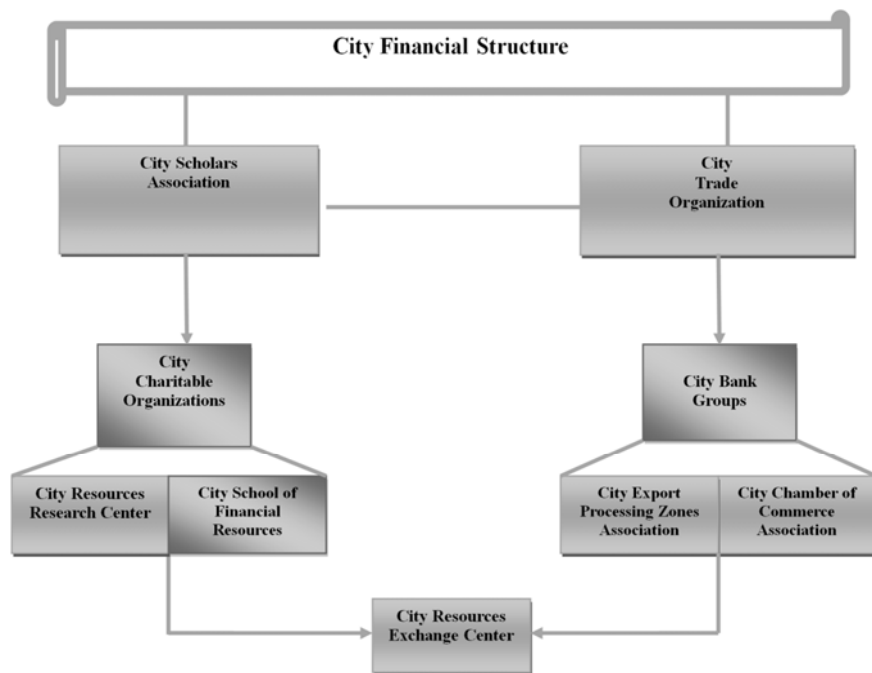 City Financial Structure
City Scholars
Association
City
Trade
Organization
City
Charitable
Organizations
City Bank
Groups
City Resources
Research Center
City School of
Financial
Resources
City Export
Processing Zones
Association
City Chamber of
Commerce
Association
City Resources
Exchange Center